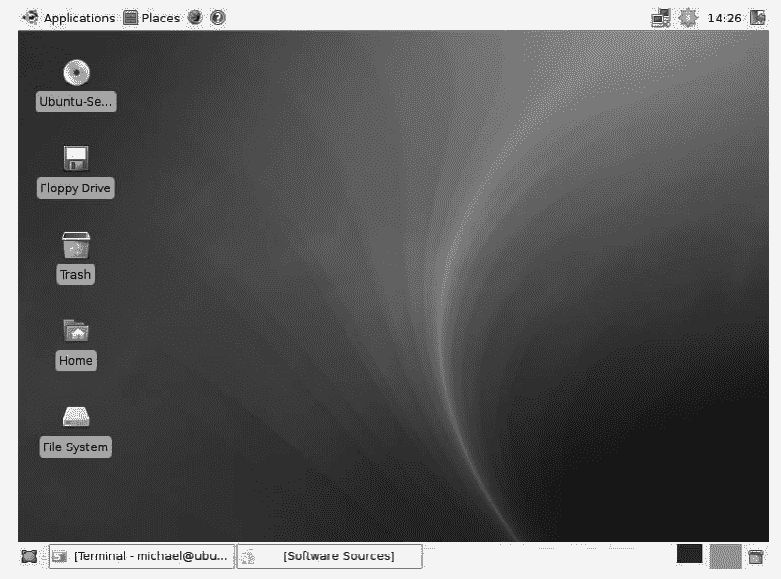 Applications Places 14:26
Ubuntu-Se...
Floppy Drive
Trash
Home
File System
[Terminal - michael@ubu... [Software Sources]